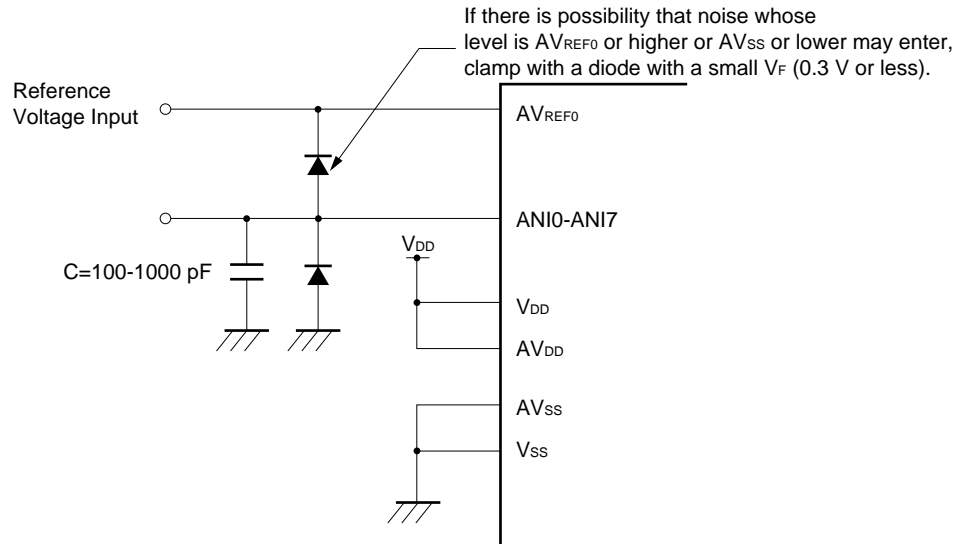 If there is possibility that noise whose
level is AVREF0 or higher or AVSS or lower may enter,
clamp with a diode with a small VF (0.3 V or less).
Reference
Voltage Input
AVREF0
ANI0-ANI7
VDD
C=100-1000 pF
VDD
AVDD
AVSS
VSS